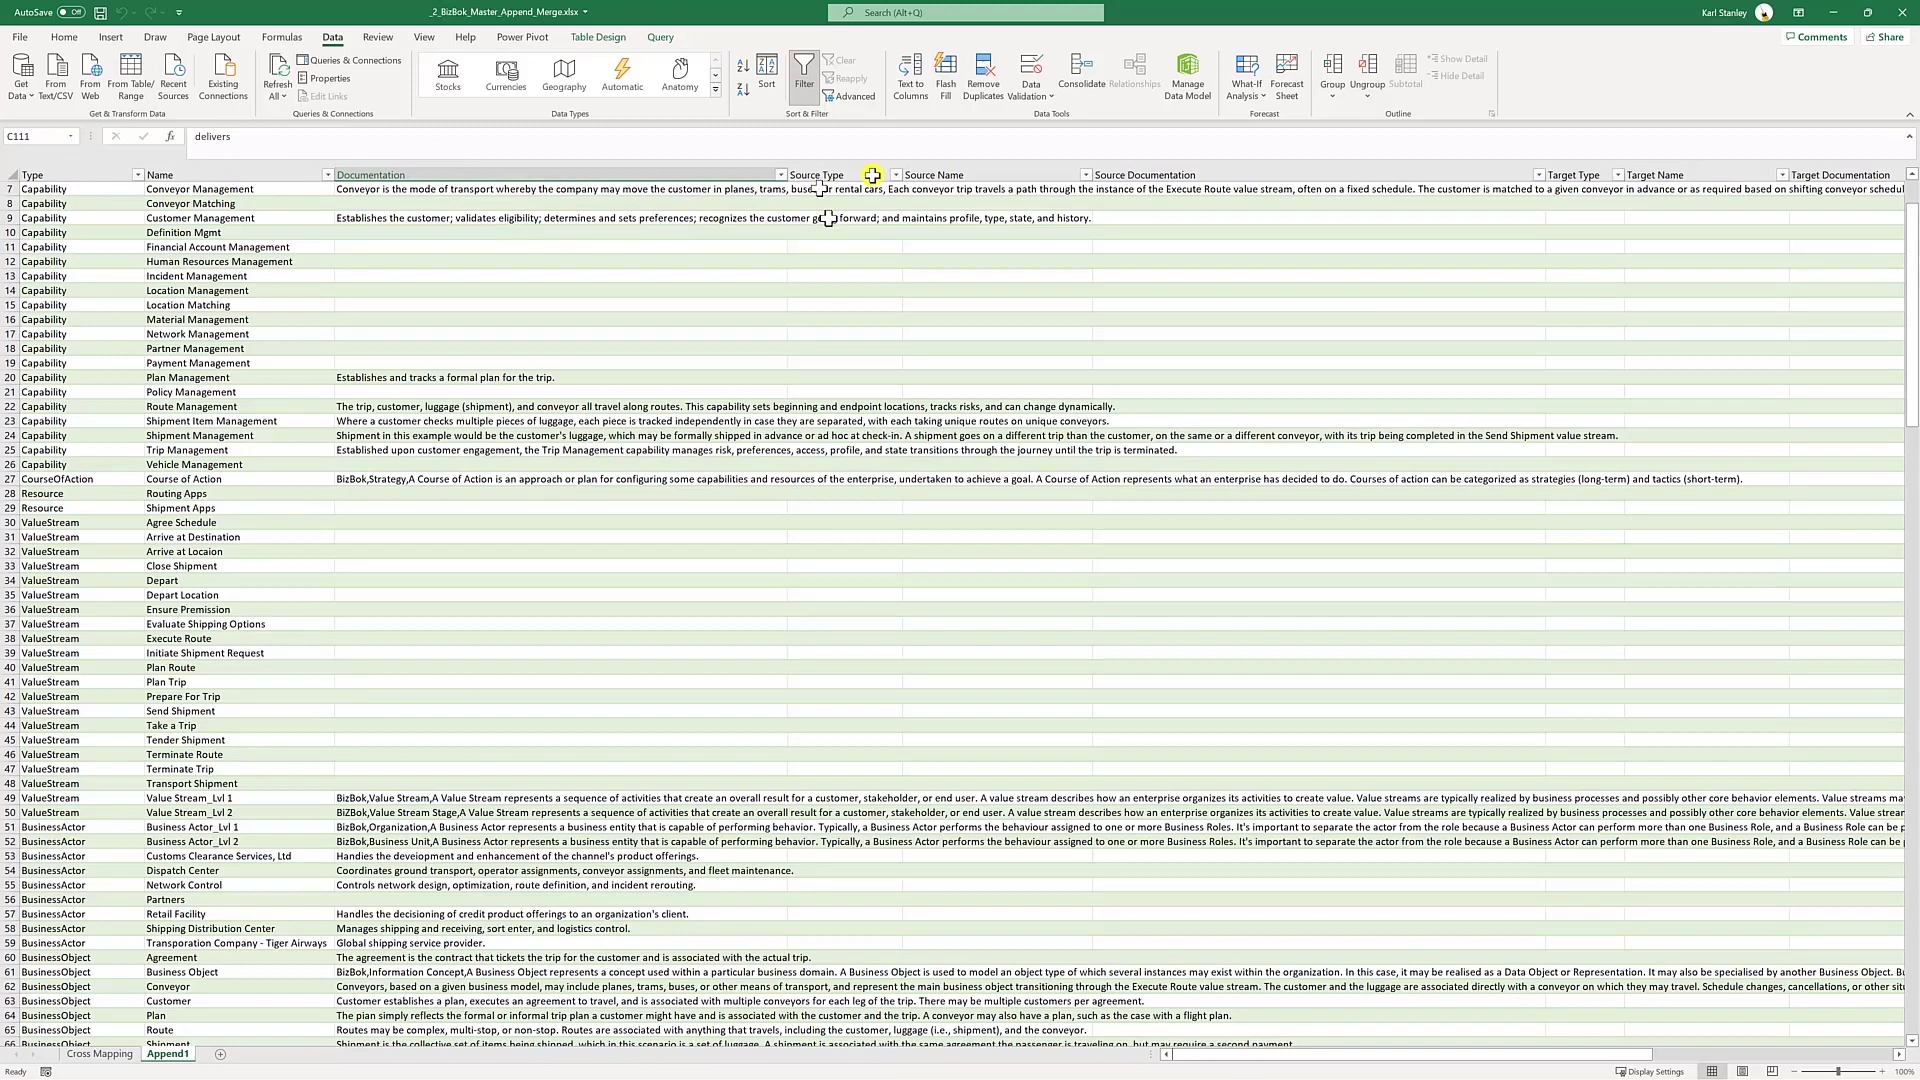 AutoSave Off _2_BizBok_Master_Append_Merge.xlsx Search (Alt+Q) Karl Stanley
File Home Insert Draw Page Layout Formulas Data Review View Help Power Pivot Table Design Query Comments Share
Get Data From Text/CSV From Web From Table/Range Recent Sources Existing Connections
Get & Transform Data
Refresh All Queries & Connections Properties Edit Links
Queries & Connections
Stocks Currencies Geography Automatic Anatomy
Data Types
Sort Filter Clear Reapply Advanced
Sort & Filter
Text to Columns Flash Fill Remove Duplicates Data Validation Consolidate Relationships Manage Data Model
Data Tools
What-If Analysis Forecast Sheet
Forecast
Group Ungroup Subtotal Show Detail Hide Detail
Outline
C111 fx delivers
Type Name Documentation Source Type Source Name Source Documentation Target Type Target Name Target Documentation
7 Capability Conveyor Management Conveyor is the mode of transport whereby the company may move the customer in planes, trams, rental cars, Each conveyor trip travels a path through the instance of the Execute Route value stream, often on a fixed schedule. The customer is matched to a given conveyor in advance or as required based on shifting conveyor schedul
8 Capability Conveyor Matching
9 Capability Customer Management Establishes the customer; validates eligibility; determines and sets preferences; recognizes the customer forward; and maintains profile, type, state, and history.
10 Capability Definition Mgmt
11 Capability Financial Account Management
12 Capability Human Resources Management
13 Capability Incident Management
14 Capability Location Management
15 Capability Location Matching
16 Capability Material Management
17 Capability Network Management
18 Capability Partner Management
19 Capability Payment Management
20 Capability Plan Management Establishes and tracks a formal plan for the trip.
21 Capability Policy Management
22 Capability Route Management The trip, customer, luggage (shipment), and conveyor all travel along routes. This capability sets beginning and endpoint locations, tracks risks, and can change dynamically.
23 Capability Shipment Item Management Where a customer checks multiple pieces of luggage, each piece is tracked independently in case they are separated, with each taking unique routes on unique conveyors.
24 Capability Shipment Management Shipment in this example would be the customer's luggage, which may be formally shipped in advance or ad hoc at check-in. A shipment goes on a different trip than the customer, on the same or a different conveyor, with its trip being completed in the Send Shipment value stream.
25 Capability Trip Management Established upon customer engagement, the Trip Management capability manages risk, preferences, access, profile, and state transitions through the journey until the trip is terminated.
26 Capability Vehicle Management
27 CourseOfAction Course of Action BizBok,Strategy,A Course of Action is an approach or plan for configuring some capabilities and resources of the enterprise, undertaken to achieve a goal. A Course of Action represents what an enterprise has decided to do. Courses of action can be categorized as strategies (long-term) and tactics (short-term).
28 Resource Routing Apps
29 Resource Shipment Apps
30 ValueStream Agree Schedule
31 ValueStream Arrive at Destination
32 ValueStream Arrive at Locaion
33 ValueStream Close Shipment
34 ValueStream Depart
35 ValueStream Depart Location
36 ValueStream Ensure Premission
37 ValueStream Evaluate Shipping Options
38 ValueStream Execute Route
39 ValueStream Initiate Shipment Request
40 ValueStream Plan Route
41 ValueStream Plan Trip
42 ValueStream Prepare For Trip
43 ValueStream Send Shipment
44 ValueStream Take a Trip
45 ValueStream Tender Shipment
46 ValueStream Terminate Route
47 ValueStream Terminate Trip
48 ValueStream Transport Shipment
49 ValueStream Value Stream_Lvl 1 BizBok,Value Stream,A Value Stream represents a sequence of activities that create an overall result for a customer, stakeholder, or end user. A value stream describes how an enterprise organizes its activities to create value. Value streams are typically realized by business processes and possibly other core behavior elements. Value streams ma
50 ValueStream Value Stream_Lvl 2 BizBok,Value Stream Stage,A Value Stream represents a sequence of activities that create an overall result for a customer, stakeholder, or end user. A value stream describes how an enterprise organizes its activities to create value. Value streams are typically realized by business processes and possibly other core behavior elements. Value stream
51 BusinessActor Business Actor_Lvl 1 BizBok,Organization,A Business Actor represents a business entity that is capable of performing behavior. Typically, a Business Actor performs the behaviour assigned to one or more Business Roles. It's important to separate the actor from the role because a Business Actor can perform more than one Business Role, and a Business Role can be p
52 BusinessActor Business Actor_Lvl 2 BizBok,Business Unit,A Business Actor represents a business entity that is capable of performing behavior. Typically, a Business Actor performs the behaviour assigned to one or more Business Roles. It's important to separate the actor from the role because a Business Actor can perform more than one Business Role, and a Business Role can be
53 BusinessActor Customs Clearance Services, Ltd Handies the development and enhancement of the channel's product offerings.
54 BusinessActor Dispatch Center Coordinates ground transport, operator assignments, conveyor assignments, and fleet maintenance.
55 BusinessActor Network Control Controls network design, optimization, route definition, and incident rerouting.
56 BusinessActor Partners
57 BusinessActor Retail Facility Handles the decisioning of credit product offerings to an organization's client.
58 BusinessActor Shipping Distribution Center Manages shipping and receiving, sort enter, and logistics control.
59 BusinessActor Transporation Company - Tiger Airways Global shipping service provider.
60 BusinessObject Agreement The agreement is the contract that tickets the trip for the customer and is associated with the actual trip.
61 BusinessObject Business Object BizBok,Information Concept,A Business Object represents a concept used within a particular business domain. A Business Object is used to model an object type of which several instances may exist within the organization. In this case, it may be realised as a Data Object or Representation. It may also be specialised by another Business Object. Bu
62 BusinessObject Conveyor Conveyors, based on a given business model, may include planes, trams, buses, or other means of transport, and represent the main business object transitioning through the Execute Route value stream. The customer and the luggage are associated directly with a conveyor on which they may travel. Schedule changes, cancellations, or other situ
63 BusinessObject Customer Customer establishes a plan, executes an agreement to travel, and is associated with multiple conveyors for each leg of the trip. There may be multiple customers per agreement.
64 BusinessObject Plan The plan simply reflects the formal or informal trip plan a customer might have and is associated with the customer and the trip. A conveyor may also have a plan, such as the case with a flight plan.
65 BusinessObject Route Routes may be complex, multi-stop, or non-stop. Routes are associated with anything that travels, including the customer, luggage (i.e., shipment), and the conveyor.
66 BusinessObject Shipment Shipment is the collective set of items being shipped, which in this scenario is a set of luggage. A shipment is associated with the same agreement the passenger is traveling on, but may require a second payment.
Cross Mapping Append1
Ready Display Settings 100%